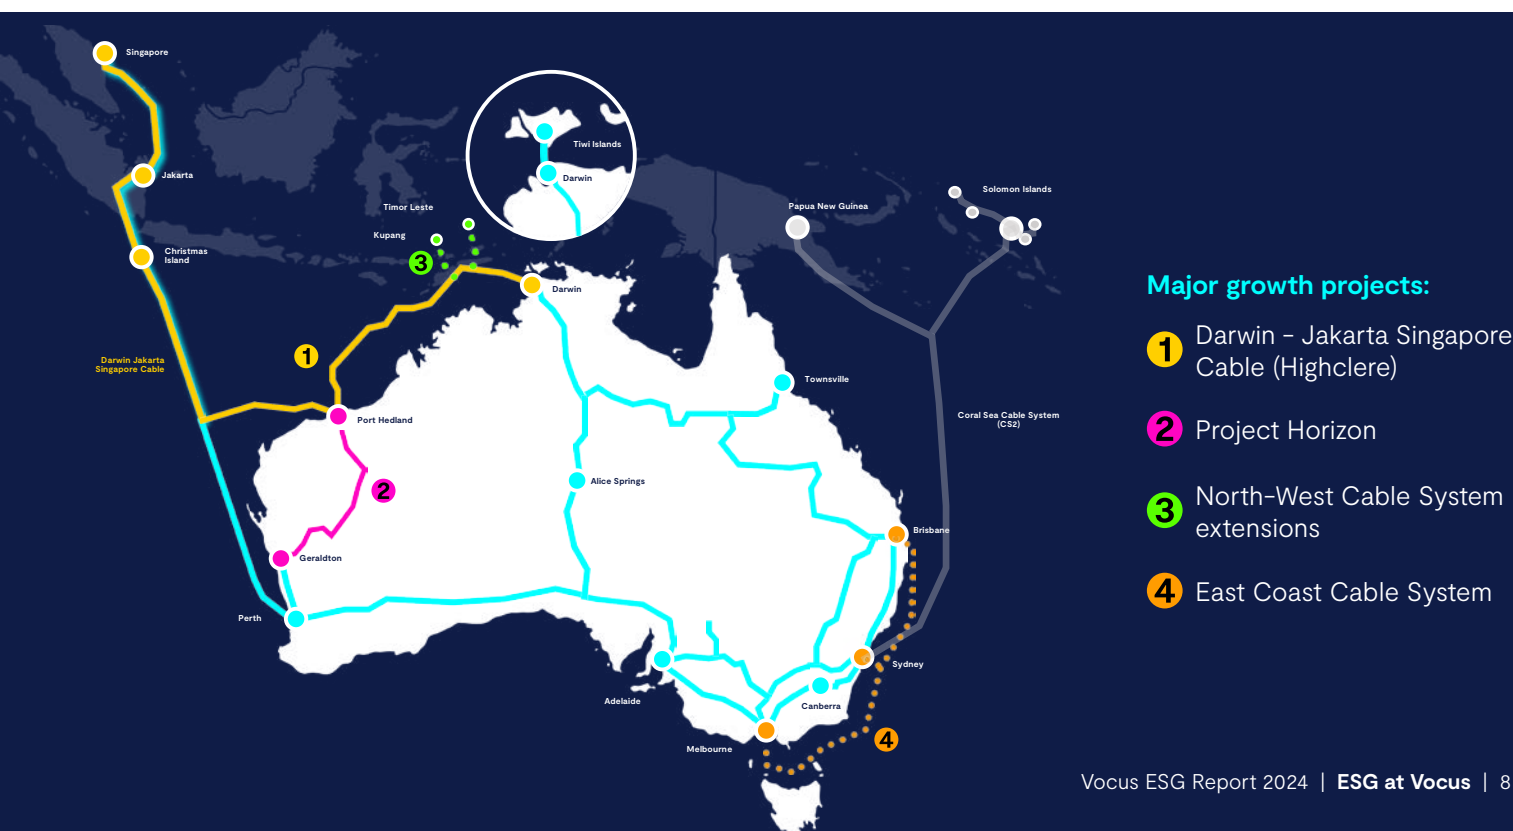 Singapore
Tiwi Islands
Jakarta
Darwin
Solomon Islands
Timor Leste
Papua New Guinea
Kupang
Christmas
Island
3
Darwin
1
Darwin Jakarta
Singapore Cable
Townsville
Port Hedland
Coral Sea Cable System
(CS2)
2
Alice Springs
Brisbane
Geraldton
Perth
Sydney
Adelaide
Canberra
Melbourne
4
Major growth projects:
1 Darwin - Jakarta Singapore
Cable (Highclere)
2 Project Horizon
3 North-West Cable System
extensions
4 East Coast Cable System
Vocus ESG Report 2024 | ESG at Vocus | 8